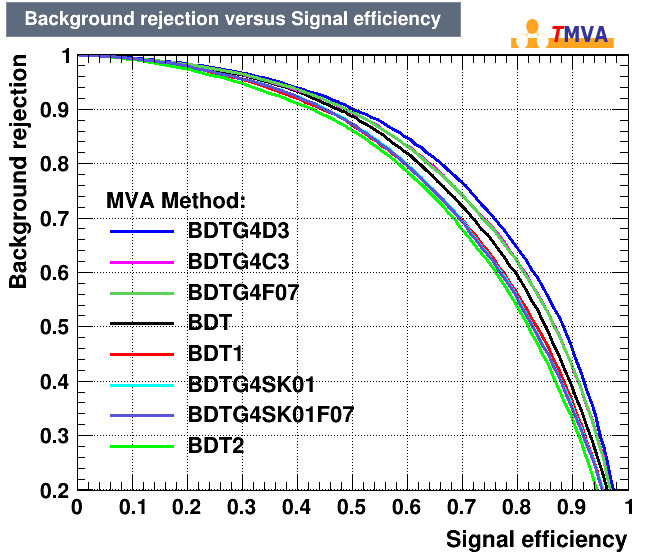 Background rejection versus Signal efficiency
TMVA
Background rejection
1
0.9
0.8
0.7
0.6
0.5
0.4
0.3
0.2
MVA Method:
BDTG4D3
BDTG4C3
BDTG4F07
BDT
BDT1
BDTG4SK01
BDTG4SK01F07
BDT2
0 0.1 0.2 0.3 0.4 0.5 0.6 0.7 0.8 0.9 1
Signal efficiency